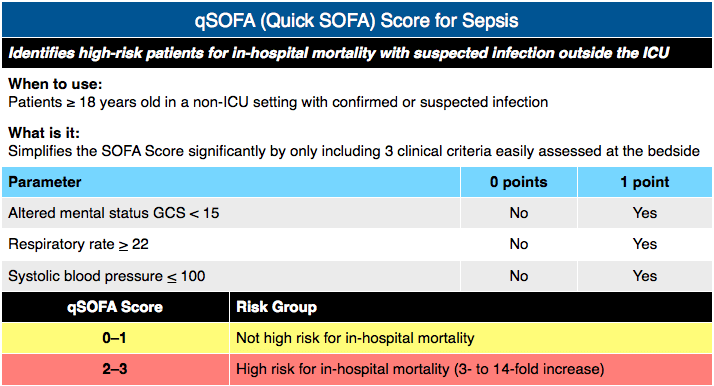 qSOFA (Quick SOFA) Score for Sepsis
Identifies high-risk patients for in-hospital mortality with suspected infection outside the ICU
When to use:
Patients ≥ 18 years old in a non-ICU setting with confirmed or suspected infection
What is it:
Simplifies the SOFA Score significantly by only including 3 clinical criteria easily assessed at the bedside
Parameter 0 points 1 point
Altered mental status GCS < 15 No Yes
Respiratory rate ≥ 22 No Yes
Systolic blood pressure ≤ 100 No Yes
qSOFA Score Risk Group
0–1 Not high risk for in-hospital mortality
2–3 High risk for in-hospital mortality (3- to 14-fold increase)